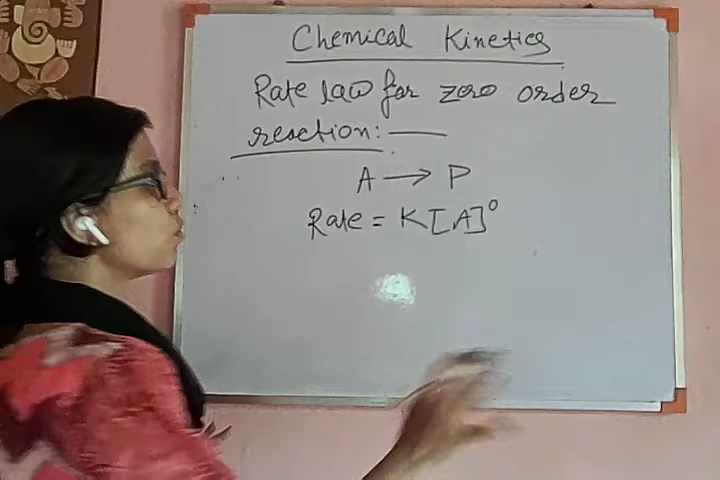 Chemical Kinetics
Rate law for zero order
reaction:—
A → P
Rate = K[A]⁰